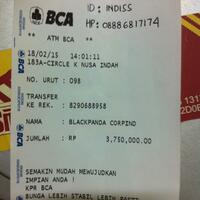 BCA
ID: INDISS
HP: 08886817174
** ATM BCA **
18/02/15 14:01:11
183A-CIRCLE K NUSA INDAH
NO. URUT : 098
TRANSFER
KE REK. : 8290688958
NAMA : BLACKPANDA CORPIND
JUMLAH : RP 3,750,000.00
SEMAKIN MUDAH MEWUJUDKAN
IMPIAN ANDA !
KPR BCA
BUNGA LEBIH STABIL LEBIH PASTI
BCA
BCA